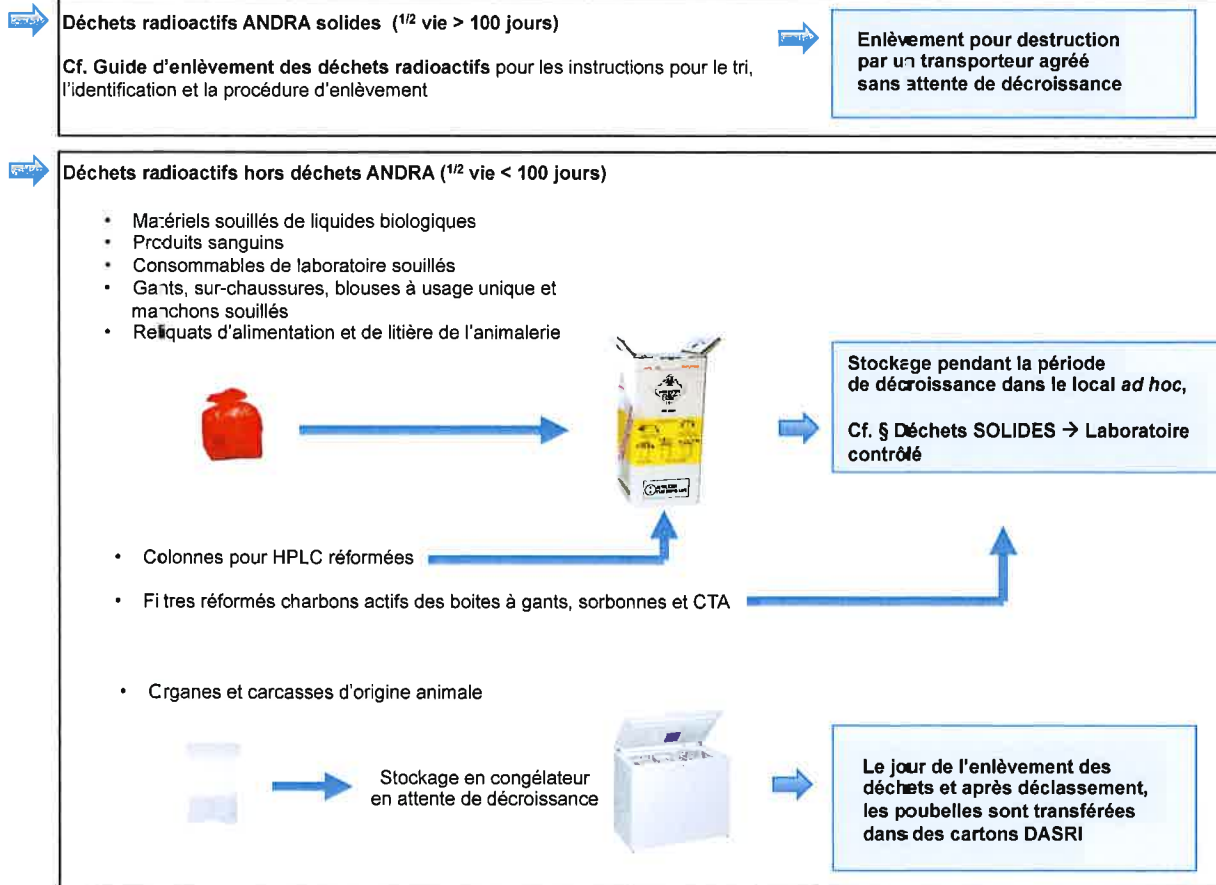 Déchets radioactifs ANDRA solides (1/2 vie > 100 jours)
Cf. Guide d'enlèvement des déchets radioactifs pour les instructions pour le tri,
l'identification et la procédure d'enlèvement
Enlèvement pour destruction
par un transporteur agréé
sans attente de décroissance
Déchets radioactifs hors déchets ANDRA (1/2 vie < 100 jours)
• Matériels souillés de liquides biologiques
• Produits sanguins
• Consommables de laboratoire souillés
• Gants, sur-chaussures, blouses à usage unique et
manchons souillés
• Reliquats d'alimentation et de litière de l'animalerie
Stockage pendant la période
de décroissance dans le local ad hoc,
Cf. § Déchets SOLIDES → Laboratoire
contrôlé
• Colonnes pour HPLC réformées
• Filtres réformés charbons actifs des boites à gants, sorbonnes et CTA
• Organes et carcasses d'origine animale
Stockage en congélateur
en attente de décroissance
Le jour de l'enlèvement des
déchets et après déclassement,
les poubelles sont transférées
dans des cartons DASRI